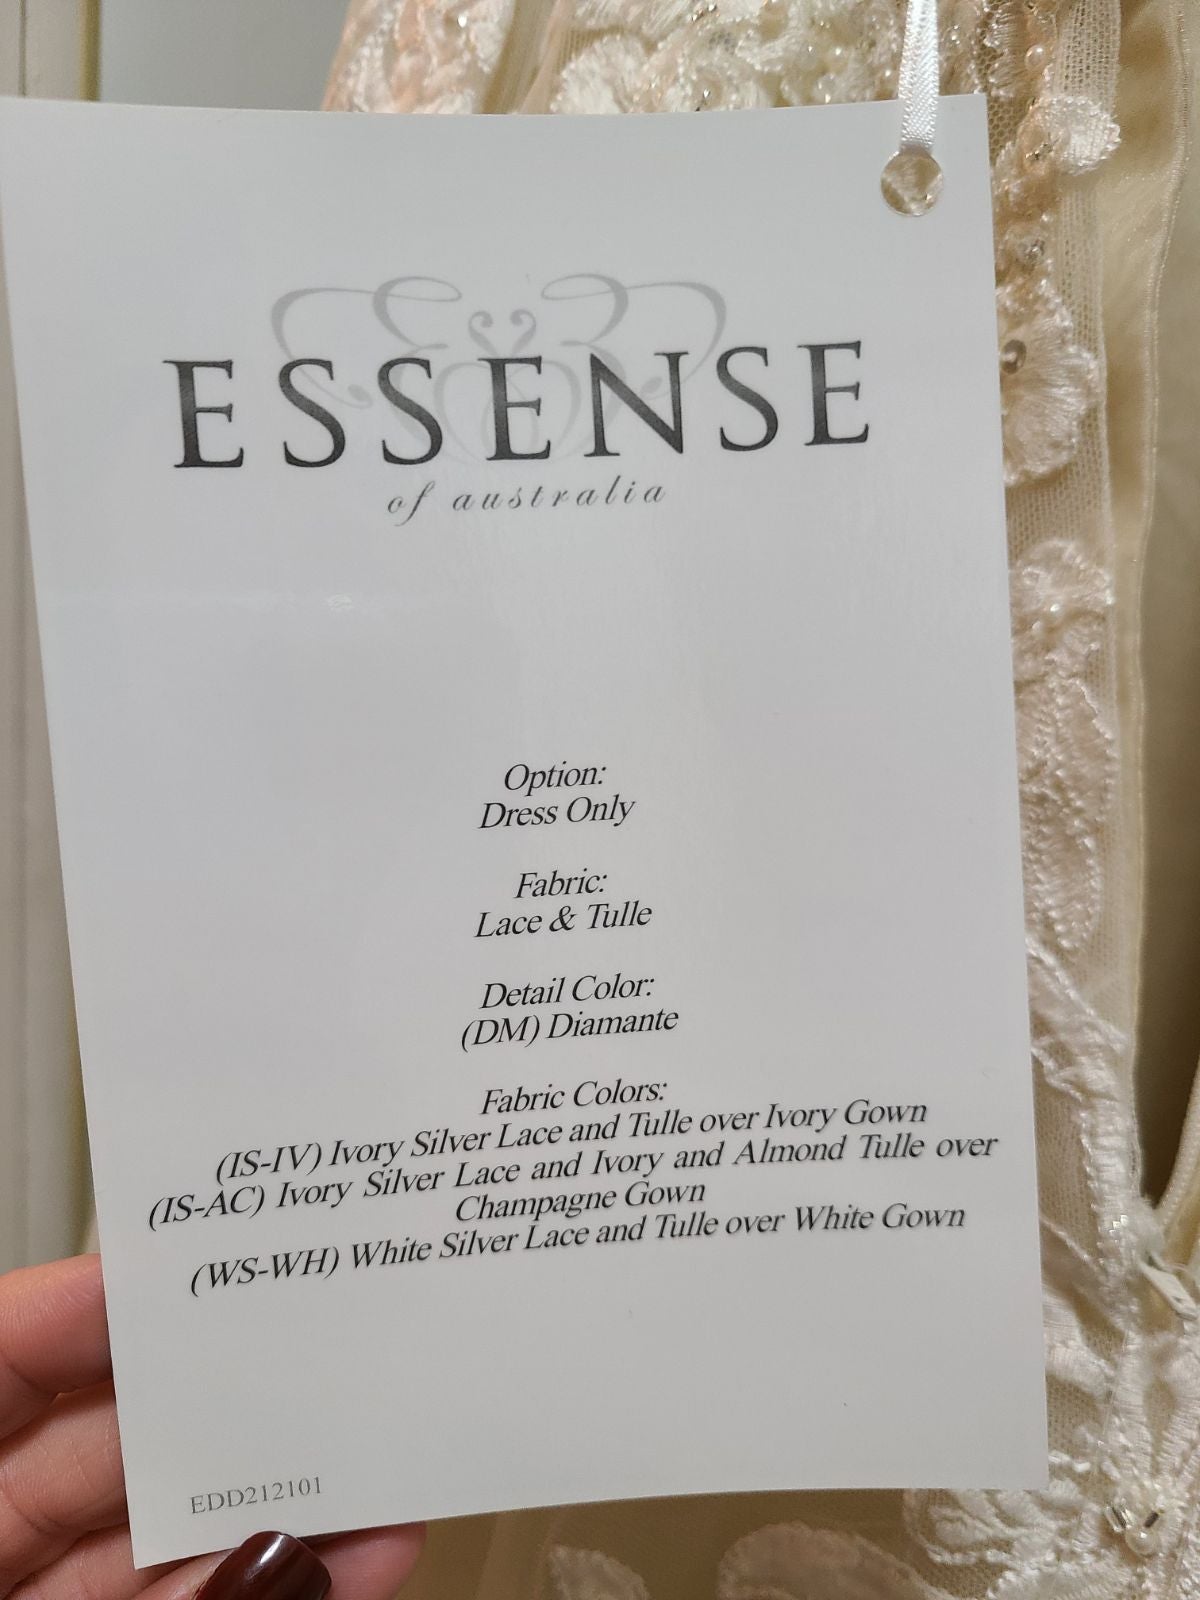 ESSENSE
of australia
Option:
Dress Only
Fabric:
Lace & Tulle
Detail Color:
(DM) Diamante
Fabric Colors:
(IS-IV) Ivory Silver Lace and Tulle over Ivory Gown
(IS-AC) Ivory Silver Lace and Ivory and Almond Tulle over
Champagne Gown
(WS-WH) White Silver Lace and Tulle over White Gown
EDD212101